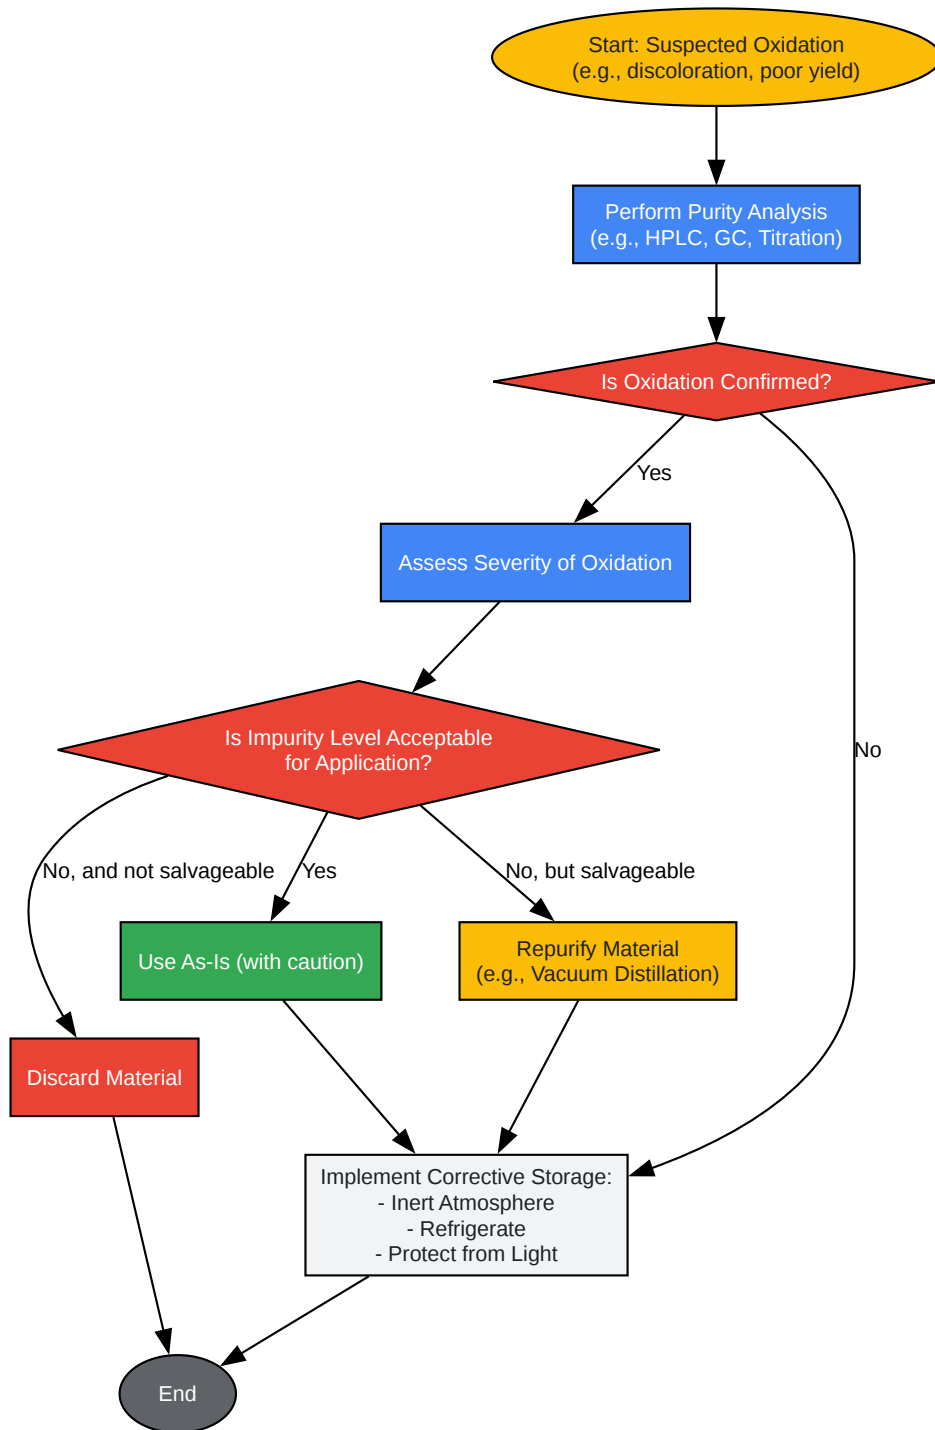 Start: Suspected Oxidation
(e.g., discoloration, poor yield)
Perform Purity Analysis
(e.g., HPLC, GC, Titration)
Is Oxidation Confirmed?
Yes
Assess Severity of Oxidation
Is Impurity Level Acceptable
for Application?
No
No, and not salvageable
Yes
No, but salvageable
Use As-Is (with caution)
Repurify Material
(e.g., Vacuum Distillation)
Discard Material
Implement Corrective Storage:
- Inert Atmosphere
- Refrigerate
- Protect from Light
End